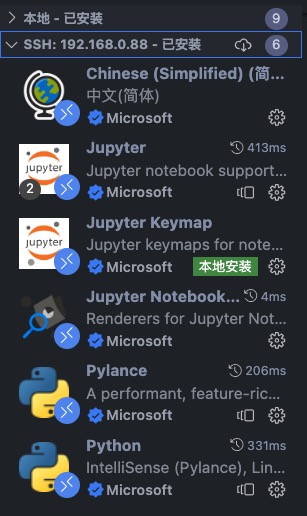 本地 - 已安装 9
SSH: 192.168.0.88 - 已安装 6
Chinese (Simplified) (简...
中文(简体)
Microsoft
Jupyter 413ms
jupyter
2
Jupyter notebook support...
Microsoft
Jupyter Keymap
jupyter
Jupyter keymaps for note...
Microsoft 本地安装
Jupyter Notebook... 4ms
Renderers for Jupyter Not...
Microsoft
Pylance 206ms
A performant, feature-ric...
Microsoft
Python 331ms
IntelliSense (Pylance), Lin...
Microsoft